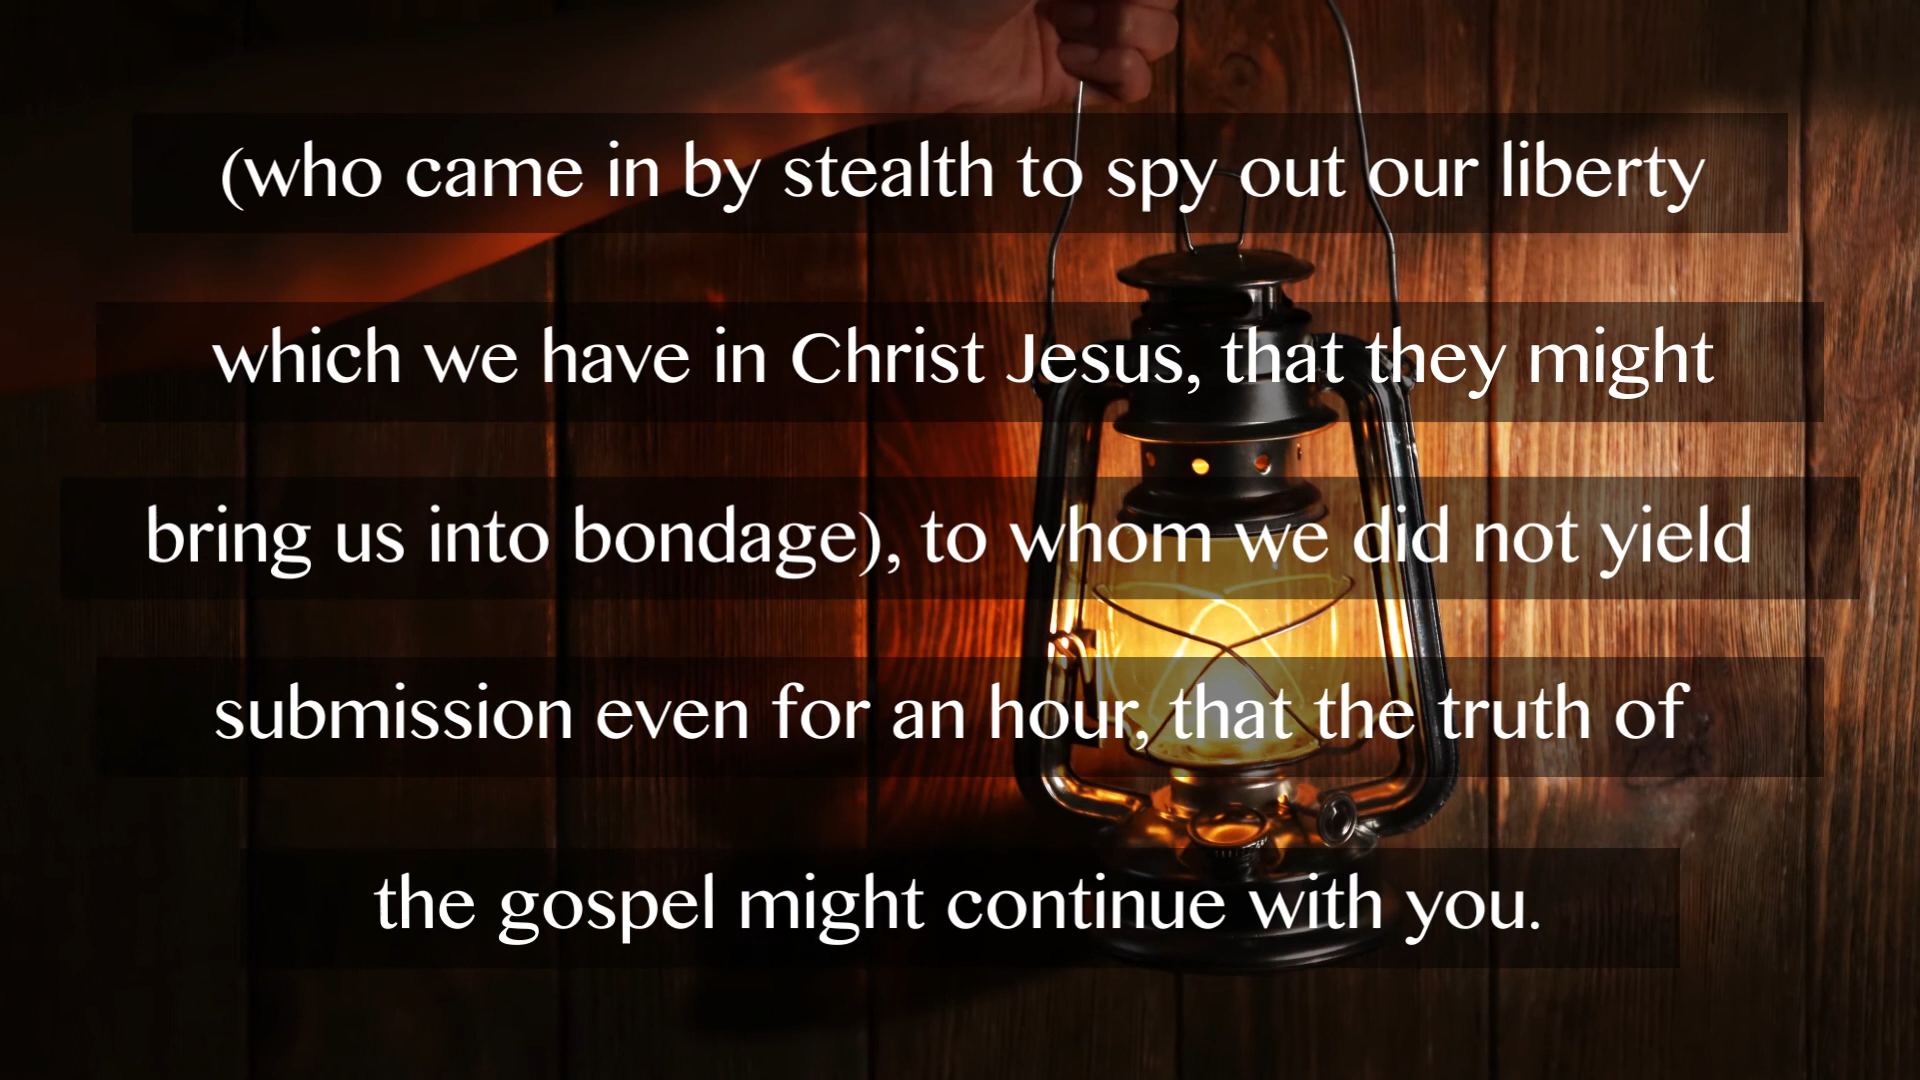 (who came in by stealth to spy out our liberty
which we have in Christ Jesus, that they might
bring us into bondage), to whom we did not yield
submission even for an hour, that the truth of
the gospel might continue with you.